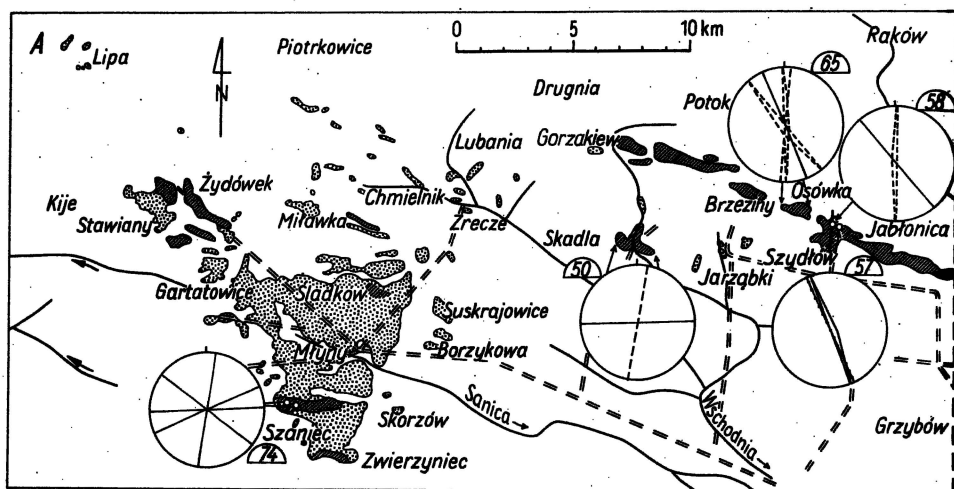 A
Lipa
Piotrkowice
0 5 10 km
Raków
65
N
Drugnia
Potok
58
Lubania
Gorzakiew
Żydówek
Chmielnik
Osówka
Kije
Brzeziny
Stawiany
Miławka
Zrecze
Skadla
Jabłonica
Szydłów
50
57
Gartatowice
Sladków
Jarząbki
Suskrajowice
Młyny
Borzykowa
Sanica
Wschodnia
Skorzów
Grzybów
Szaniec
74
Zwierzyniec